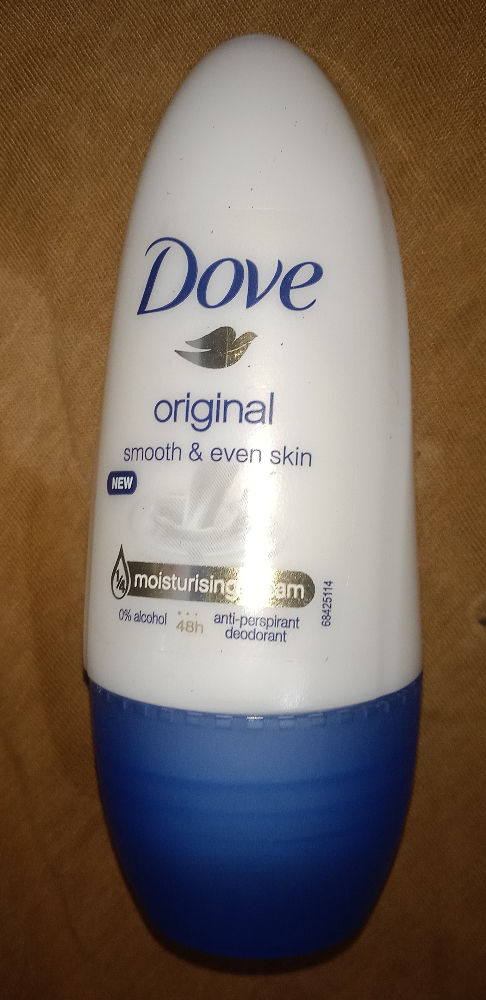 Dove
original
smooth & even skin
NEW
1/4 moisturising
0% alcohol
48h
anti-perspirant
deodorant
68425114